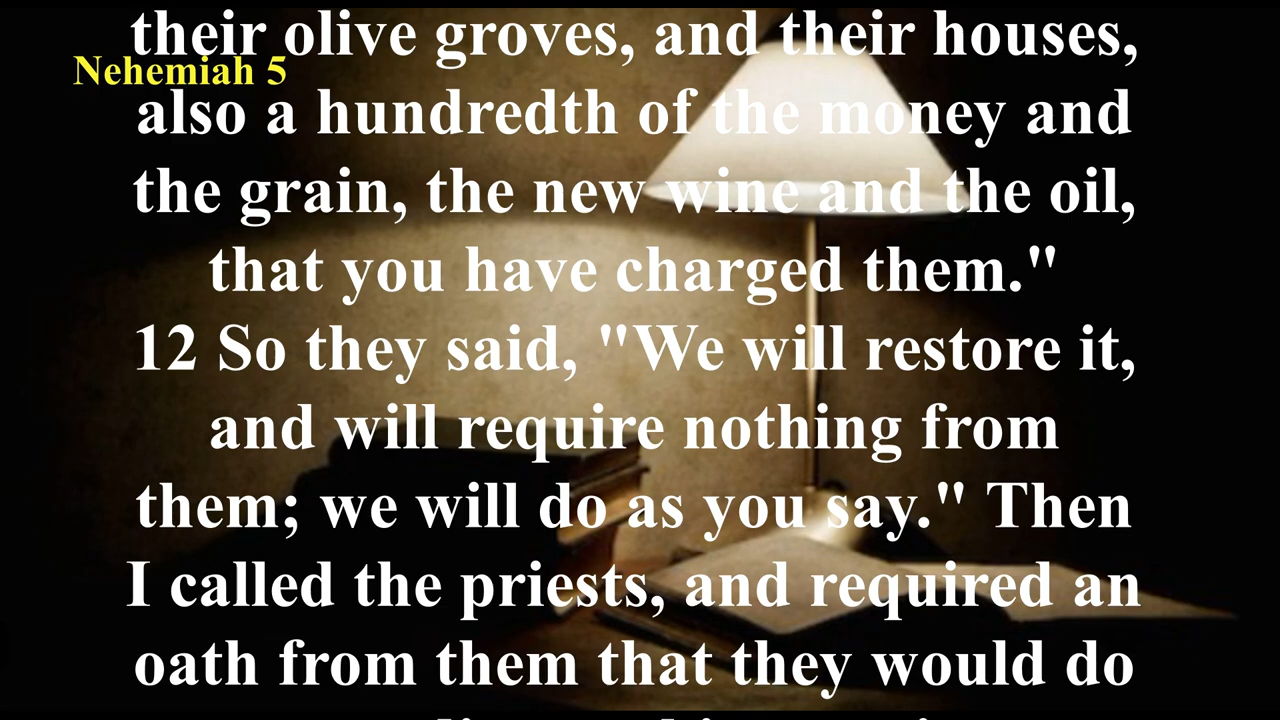 their olive groves, and their houses,
Nehemiah 5
also a hundredth of the money and
the grain, the new wine and the oil,
that you have charged them."
12 So they said, "We will restore it,
and will require nothing from
them; we will do as you say." Then
I called the priests, and required an
oath from them that they would do